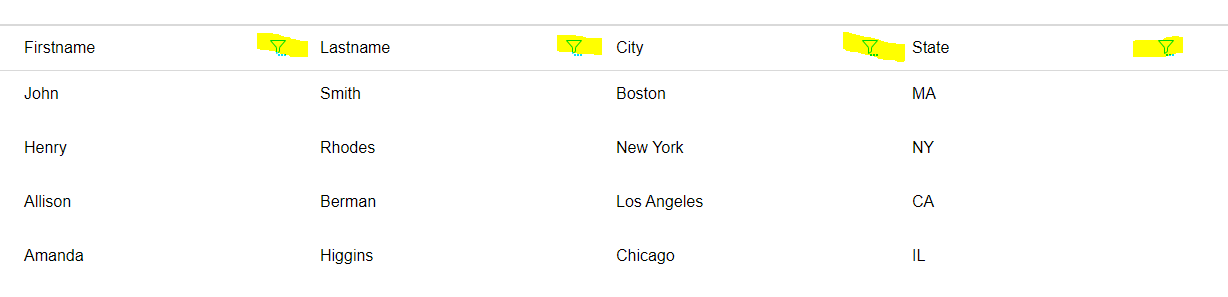 Firstname Lastname City State
John Smith Boston MA
Henry Rhodes New York NY
Allison Berman Los Angeles CA
Amanda Higgins Chicago IL